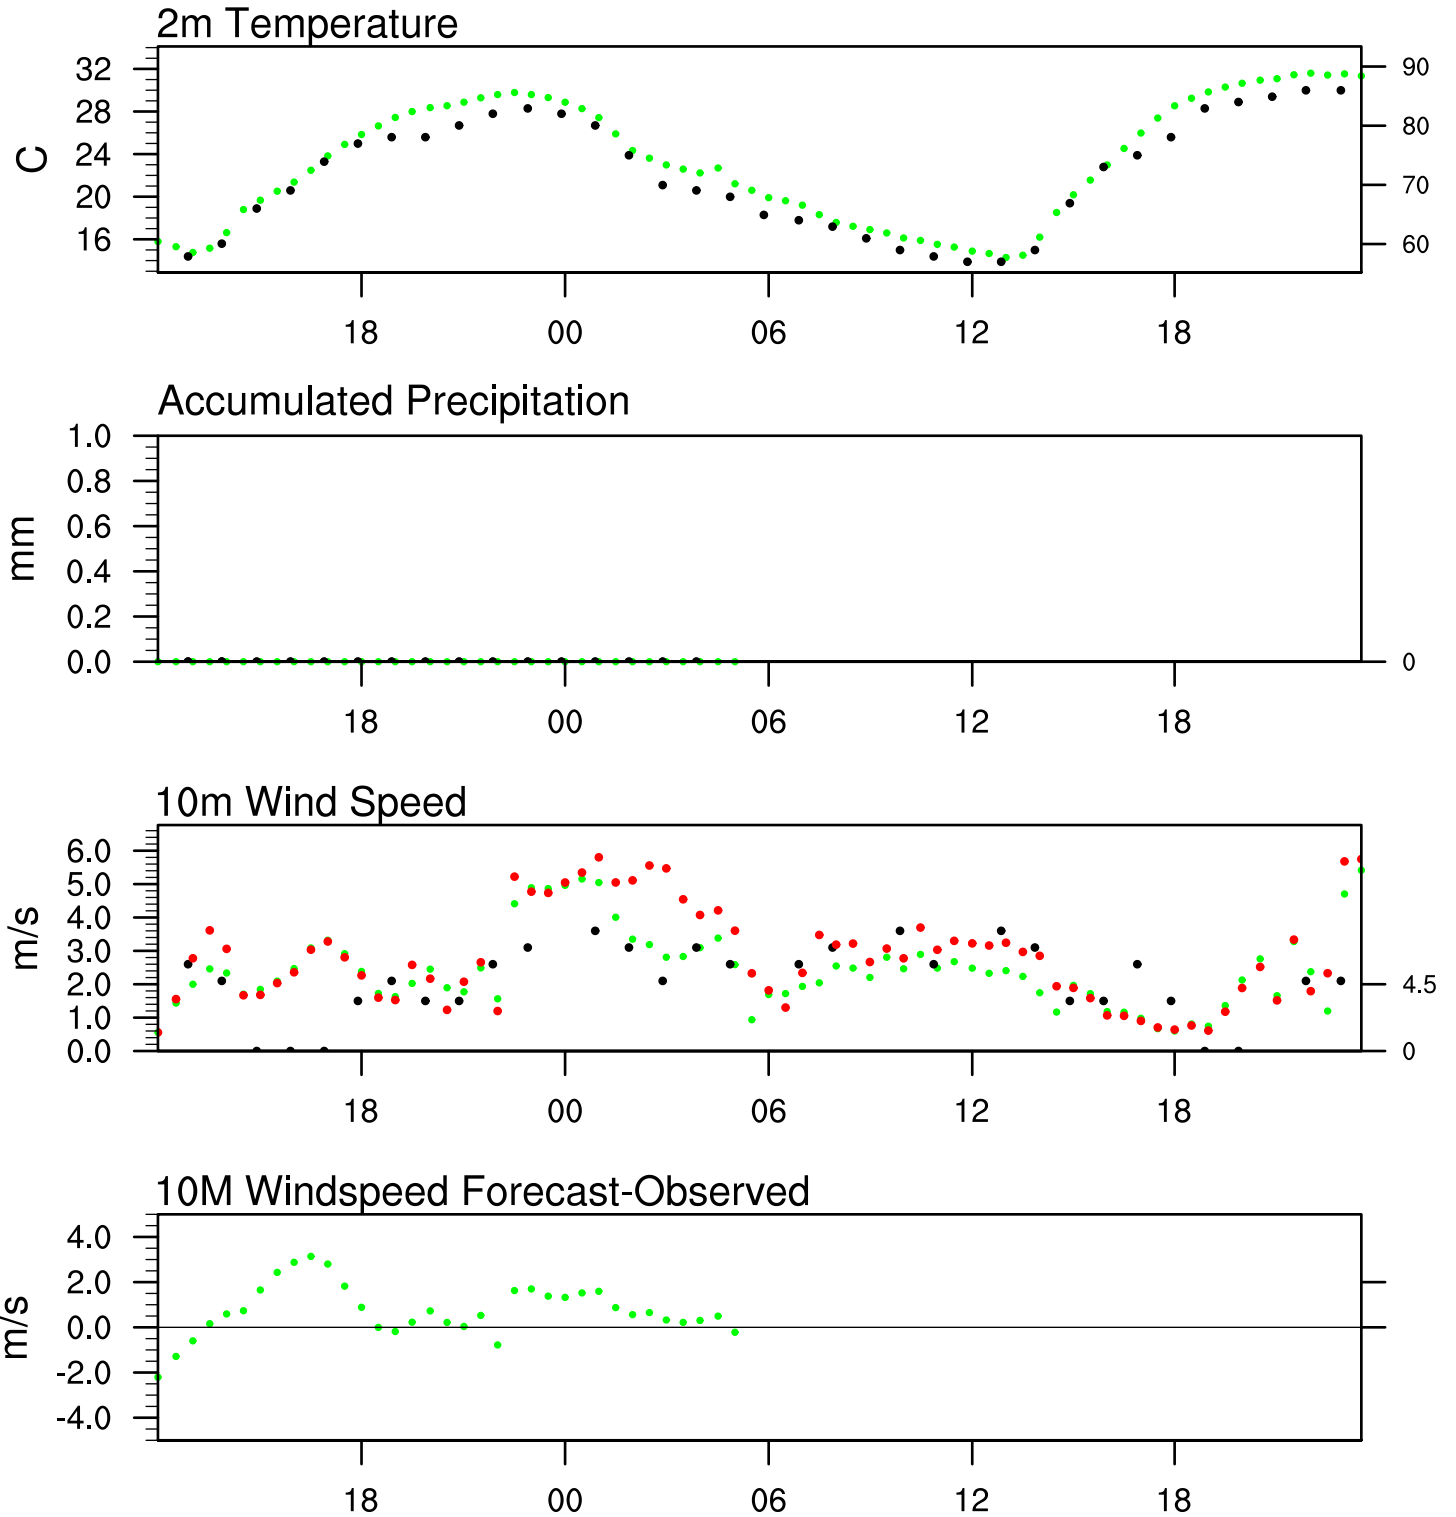 2m Temperature
32
28
24
20
16
C
90
80
70
60
18 00 06 12 18
Accumulated Precipitation
1.0
0.8
0.6
0.4
0.2
0.0
mm
0
18 00 06 12 18
10m Wind Speed
6.0
5.0
4.0
3.0
2.0
1.0
0.0
m/s
4.5
0
18 00 06 12 18
10M Windspeed Forecast-Observed
4.0
2.0
0.0
-2.0
-4.0
m/s
18 00 06 12 18